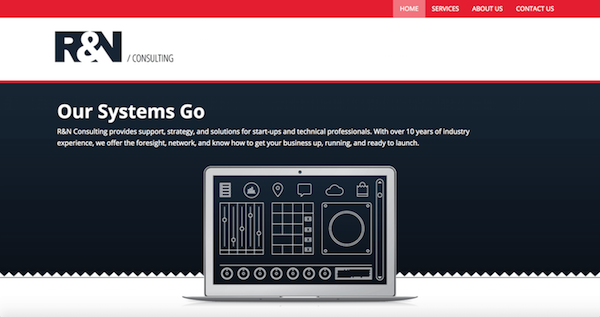 HOME SERVICES ABOUT US CONTACT US
R&N / CONSULTING
Our Systems Go
R&N Consulting provides support, strategy, and solutions for start-ups and technical professionals. With over 10 years of industry
experience, we offer the foresight, network, and know how to get your business up, running, and ready to launch.